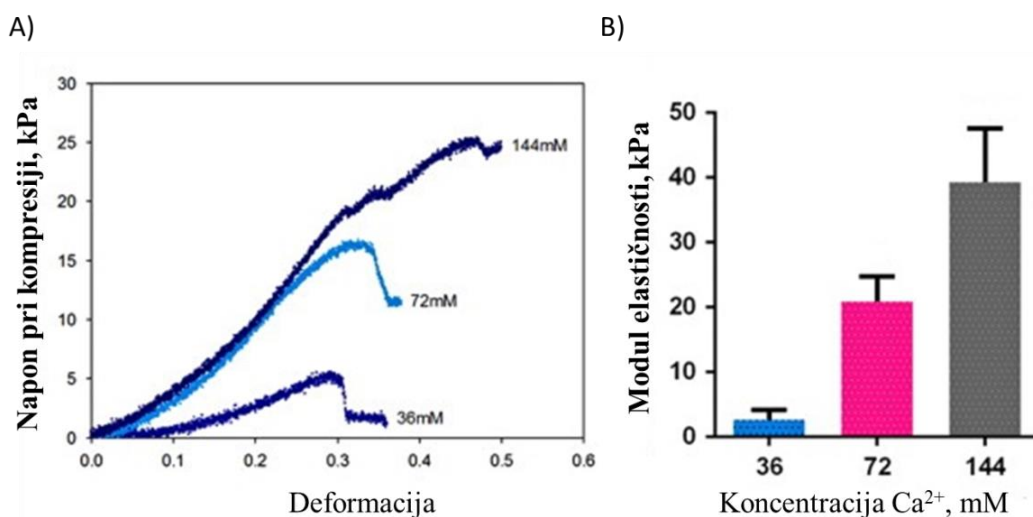 A)
B)
Napon pri kompresiji, kPa
30
25
20
15
10
5
0
144mM
72mM
36mM
0.0 0.1 0.2 0.3 0.4 0.5 0.6
Deformacija
Modul elastičnosti, kPa
50
40
30
20
10
0
36 72 144
Koncentracija Ca²⁺, mM